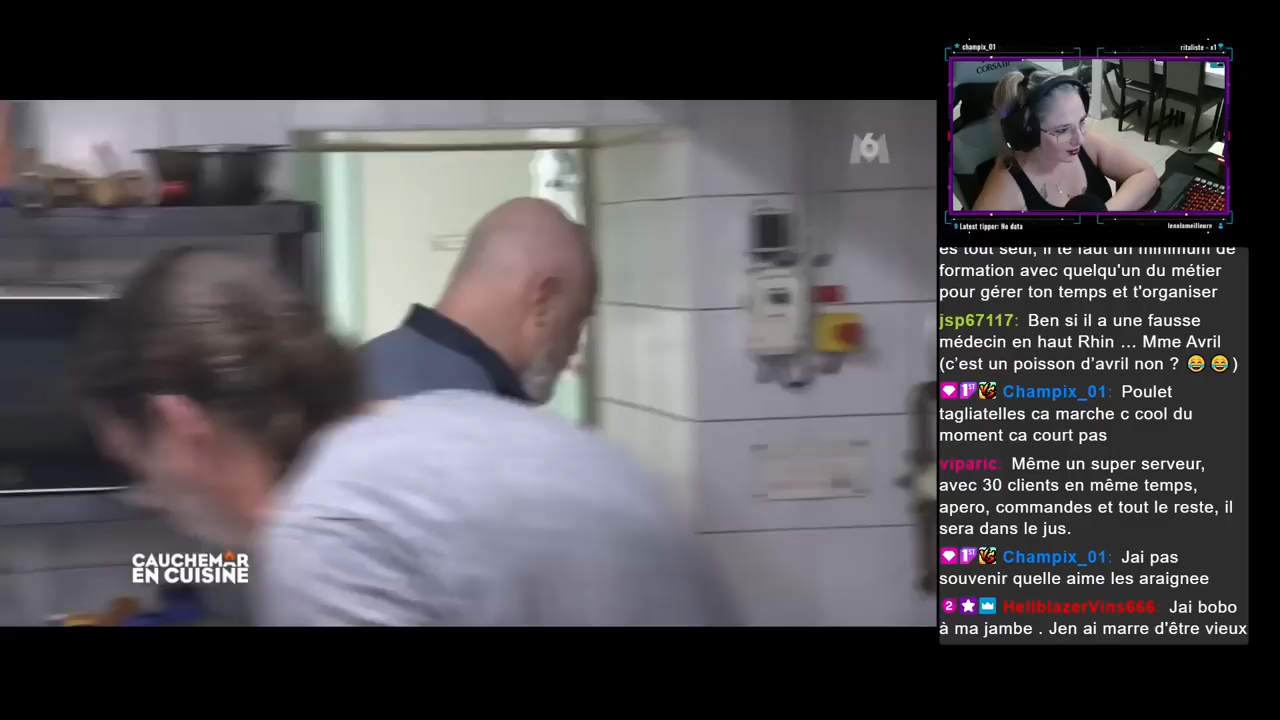 M6
CAUCHEMAR
EN CUISINE
champix_01
ritaliste - x1
CORSAIR
Latest tipper: No data
lenalameilleure
es tout seul, il te faut un minimum de
formation avec quelqu'un du métier
pour gérer ton temps et t'organiser
jsp67117: Ben si il a une fausse
médecin en haut Rhin ... Mme Avril
(c'est un poisson d'avril non ? 😂 😂)
1ST Champix_01: Poulet
tagliatelles ca marche c cool du
moment ca court pas
viparic: Même un super serveur,
avec 30 clients en même temps,
apero, commandes et tout le reste, il
sera dans le jus.
1ST Champix_01: Jai pas
souvenir quelle aime les araignee
2 HellblazerVins666: Jai bobo
à ma jambe . Jen ai marre d'être vieux